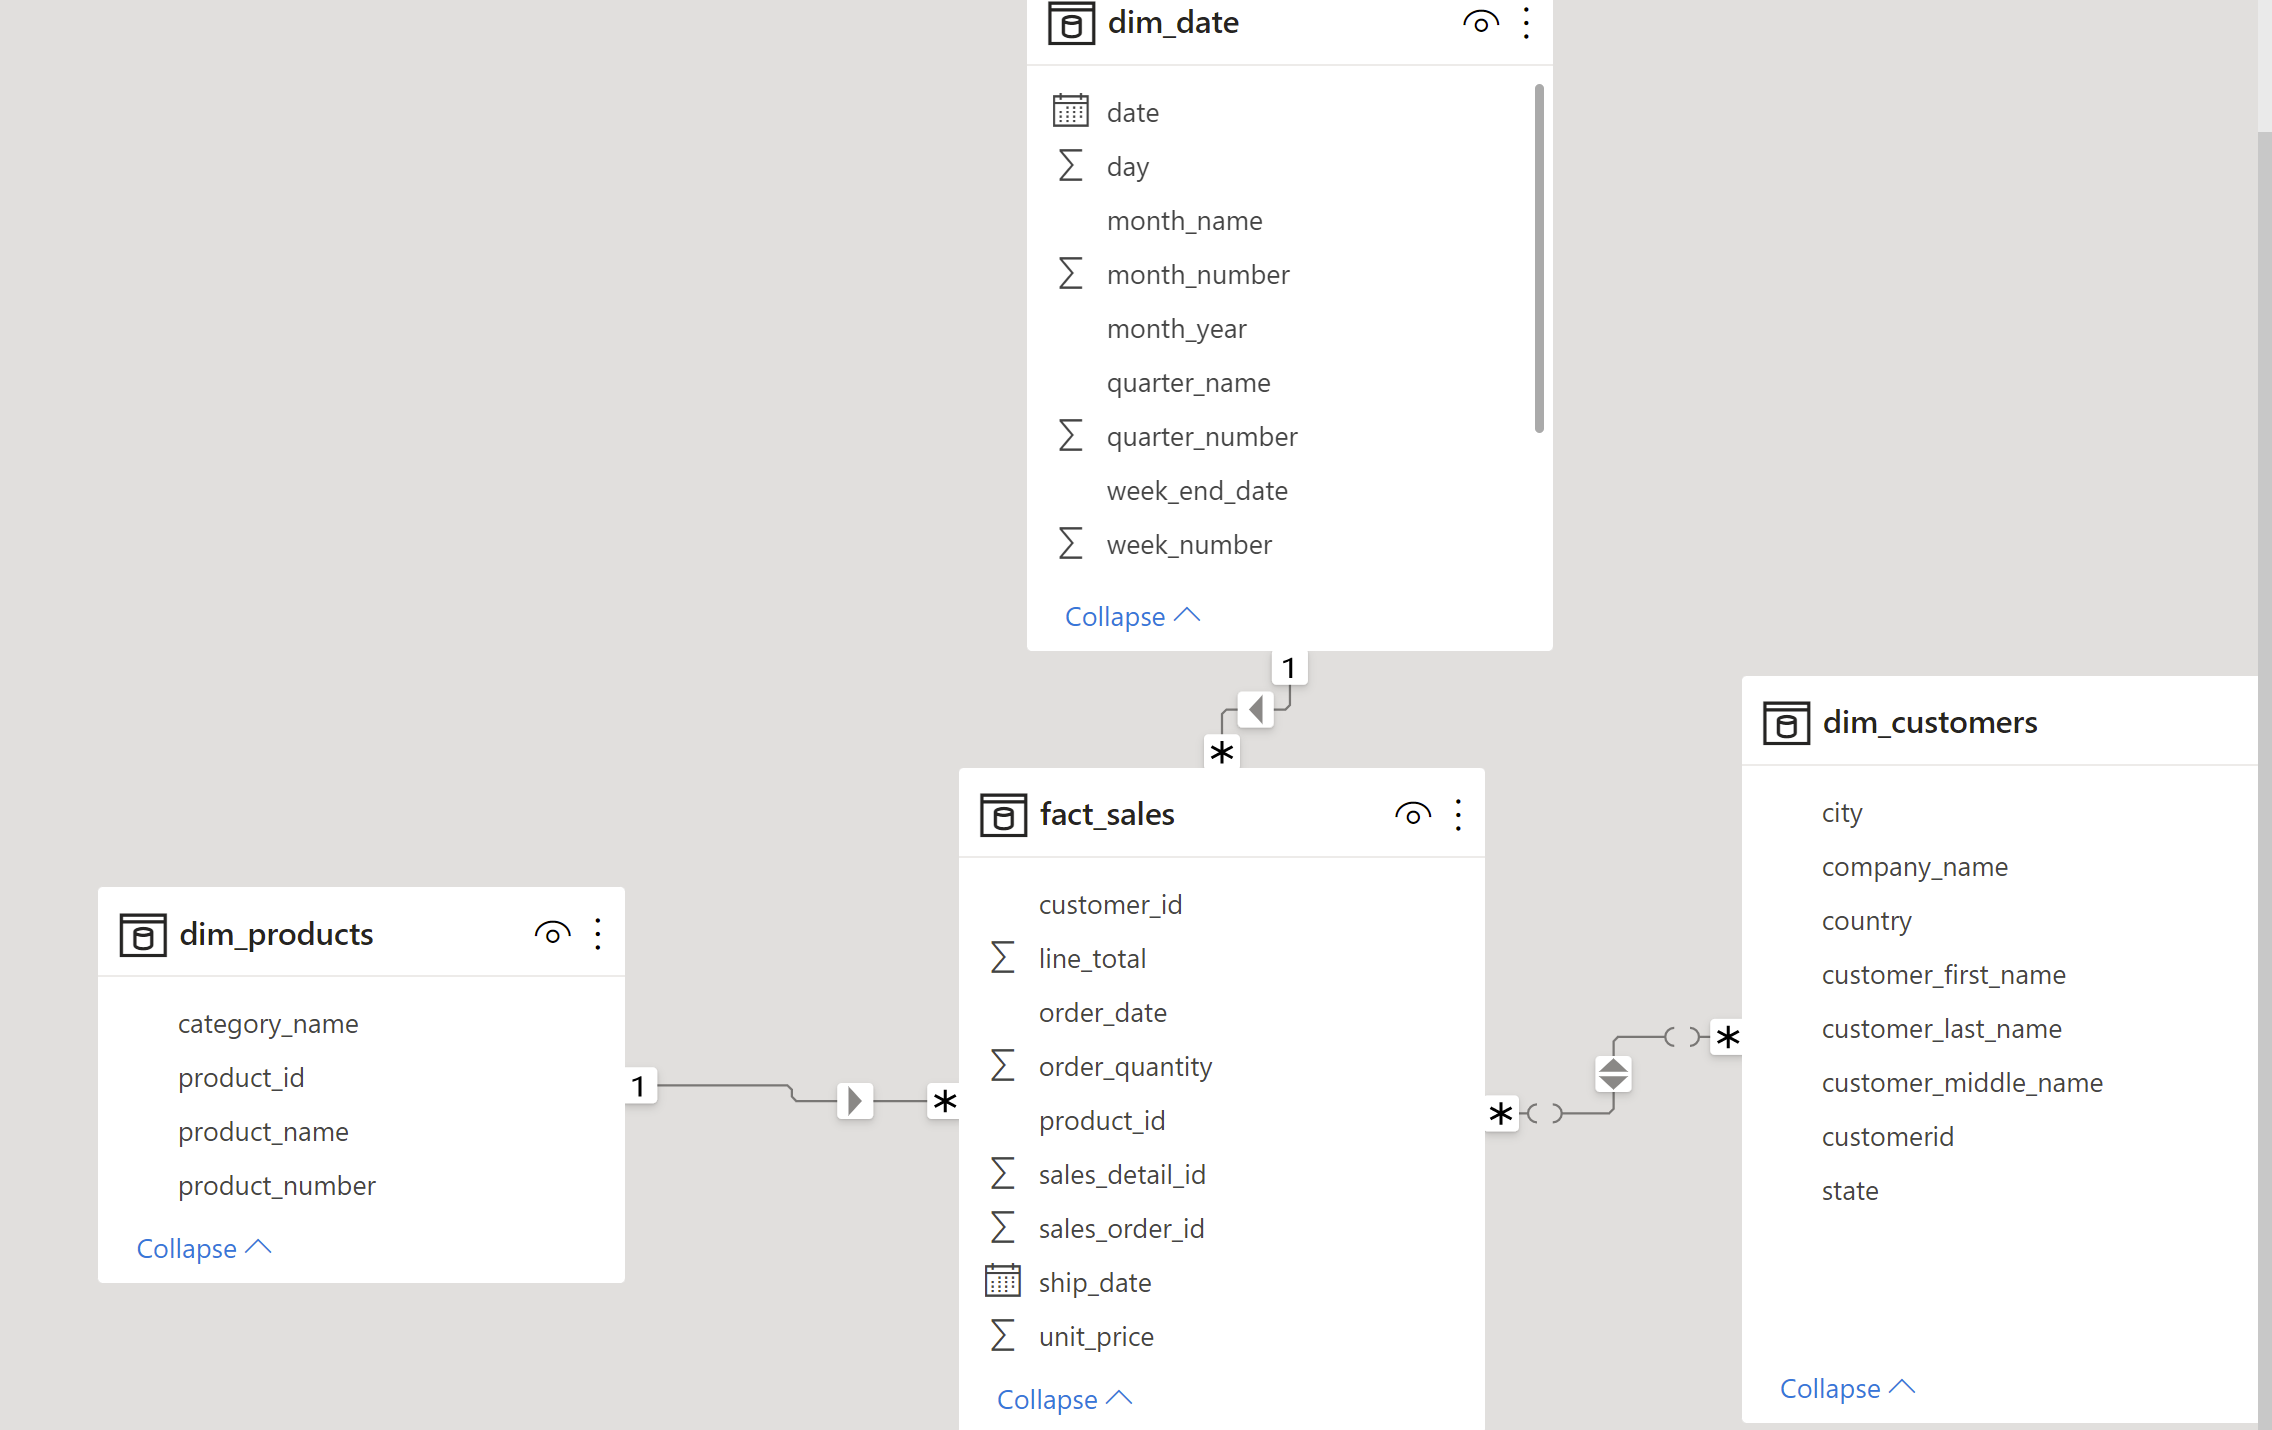 dim_date
date
day
month_name
month_number
month_year
quarter_name
quarter_number
week_end_date
week_number
Collapse
1
*
dim_products
category_name
product_id
product_name
product_number
Collapse
1
*
fact_sales
customer_id
line_total
order_date
order_quantity
product_id
sales_detail_id
sales_order_id
ship_date
unit_price
Collapse
*
*
dim_customers
city
company_name
country
customer_first_name
customer_last_name
customer_middle_name
customerid
state
Collapse